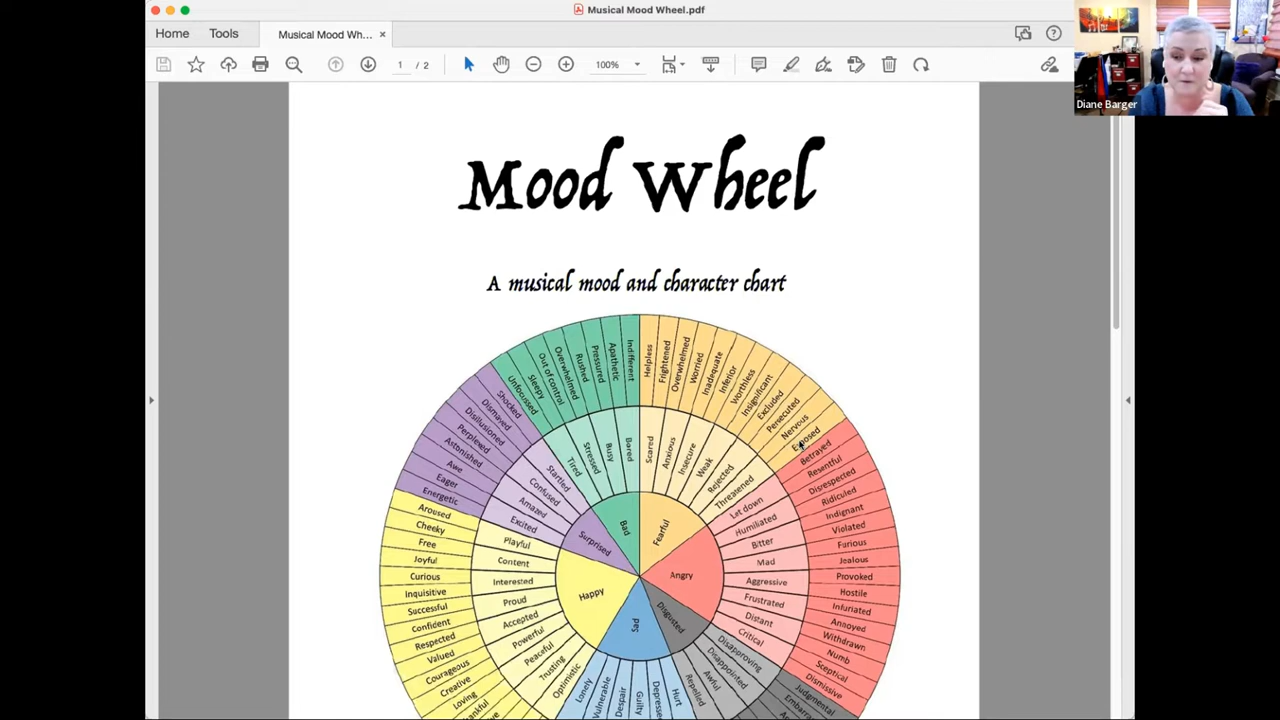 Musical Mood Wheel.pdf
Home
Tools
Musical Mood Wh...
1
/ 2
100%
Diane Barger
Mood Wheel
A musical mood and character chart
Helpless
Frightened
Overwhelmed
Worried
Inadequate
Inferior
Worthless
Insignificant
Excluded
Persecuted
Nervous
Exposed
Betrayed
Resentful
Disrespected
Ridiculed
Indignant
Violated
Furious
Jealous
Provoked
Hostile
Infuriated
Annoyed
Withdrawn
Numb
Sceptical
Dismissive
Judgmental
Scared
Anxious
Insecure
Weak
Rejected
Threatened
Let down
Humiliated
Bitter
Mad
Aggressive
Frustrated
Distant
Critical
Disapproving
Disappointed
Awful
Repelled
Hurt
Depressed
Guilty
Despair
Vulnerable
Lonely
Optimistic
Trusting
Peaceful
Powerful
Accepted
Proud
Interested
Content
Playful
Excited
Amazed
Confused
Startled
Tired
Stressed
Busy
Bored
Fearful
Angry
Disgusted
Sad
Happy
Surprised
Bad
Loving
Creative
Courageous
Valued
Respected
Confident
Successful
Inquisitive
Curious
Joyful
Free
Cheeky
Aroused
Energetic
Eager
Awe
Astonished
Perplexed
Disillusioned
Dismayed
Shocked
Unfocussed
Sleepy
Out of control
Overwhelmed
Rushed
Pressured
Apathetic
Indifferent